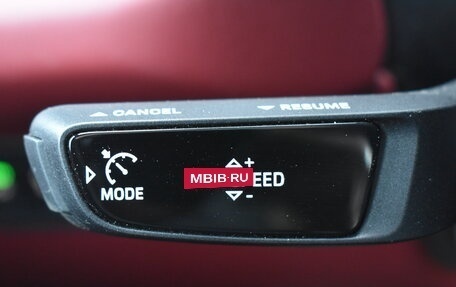 CANCEL RESUME
+
MODE MBIB.RU EED
-